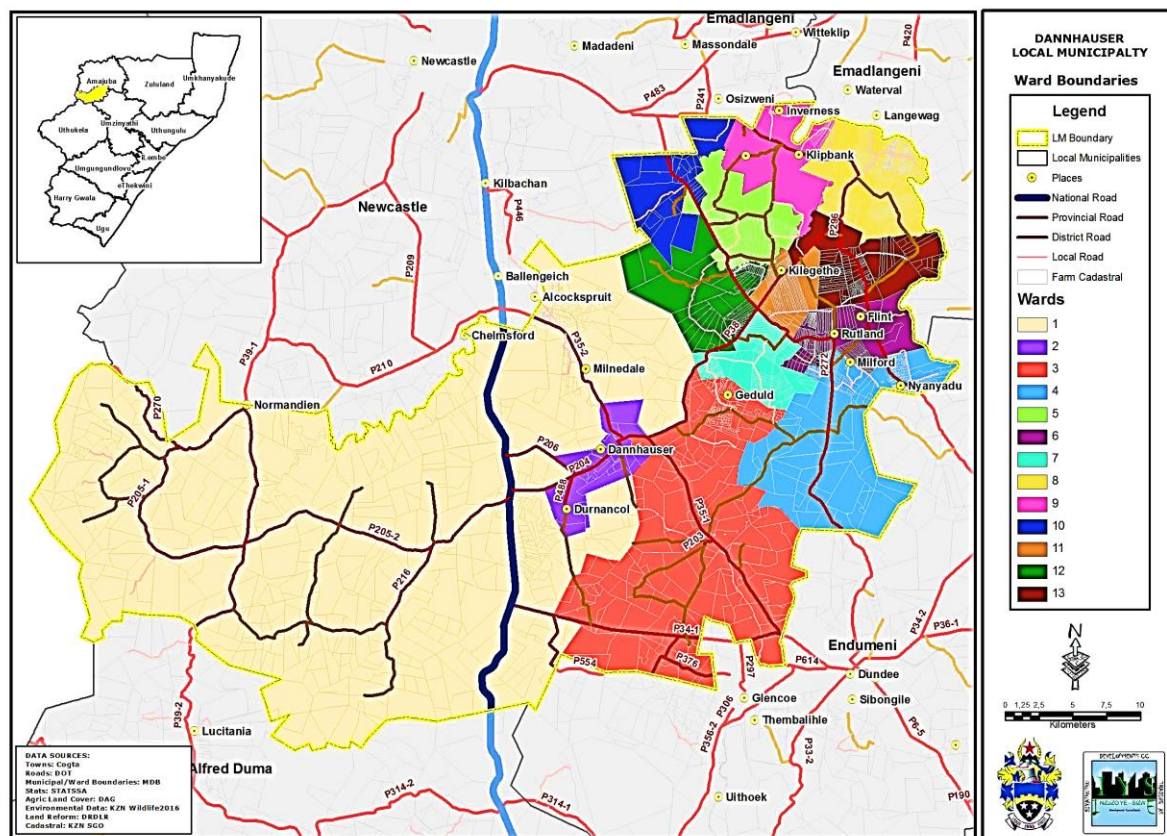 Amajuba
Zululand
Umkhanyakude
Umzinyathi
Uthukela
Uthungulu
iLembe
Umgungundlovu
eThekwini
Harry Gwala
Ugu
Emadlangeni
Witteklip
P420
Madadeni
Massondale
Newcastle
Emadlangeni
P483
P241
Osizweni
Waterval
Inverness
Langewag
Klipbank
Kilbachan
Newcastle
P446
P296
P209
Kilegethe
Ballengeich
Alcockspruit
Flint
P38
Rutland
Chelmsford
P35-2
P39-1
P210
P272
Milford
Milnedale
Nyanyadu
P270
Normandien
Geduld
P206
Dannhauser
P204
P488
P205-1
Durnancol
P35-1
P205-2
P203
P216
P34-1
P34-2
P36-1
Endumeni
P554
P376
P297
P614
Dundee
P39-2
Glencoe
Sibongile
P306
Thembalihle
Lucitania
P356-2
P33-2
P6-5
Alfred Duma
P314-2
P314-1
Uithoek
P190
DATA SOURCES:
Towns: Cogta
Roads: DOT
Municipal/Ward Boundaries: MDB
Stats: STATSSA
Agric Land Cover: DAG
Environmental Data: KZN Wildlife2016
Land Reform: DRDLR
Cadastral: KZN SGO
DANNHAUSER
LOCAL MUNICIPALTY
Ward Boundaries
Legend
LM Boundary
Local Municipalities
Places
National Road
Provincial Road
District Road
Local Road
Farm Cadastral
Wards
1
2
3
4
5
6
7
8
9
10
11
12
13
N
0 1,25 2,5 5 7,5 10
Kilometers